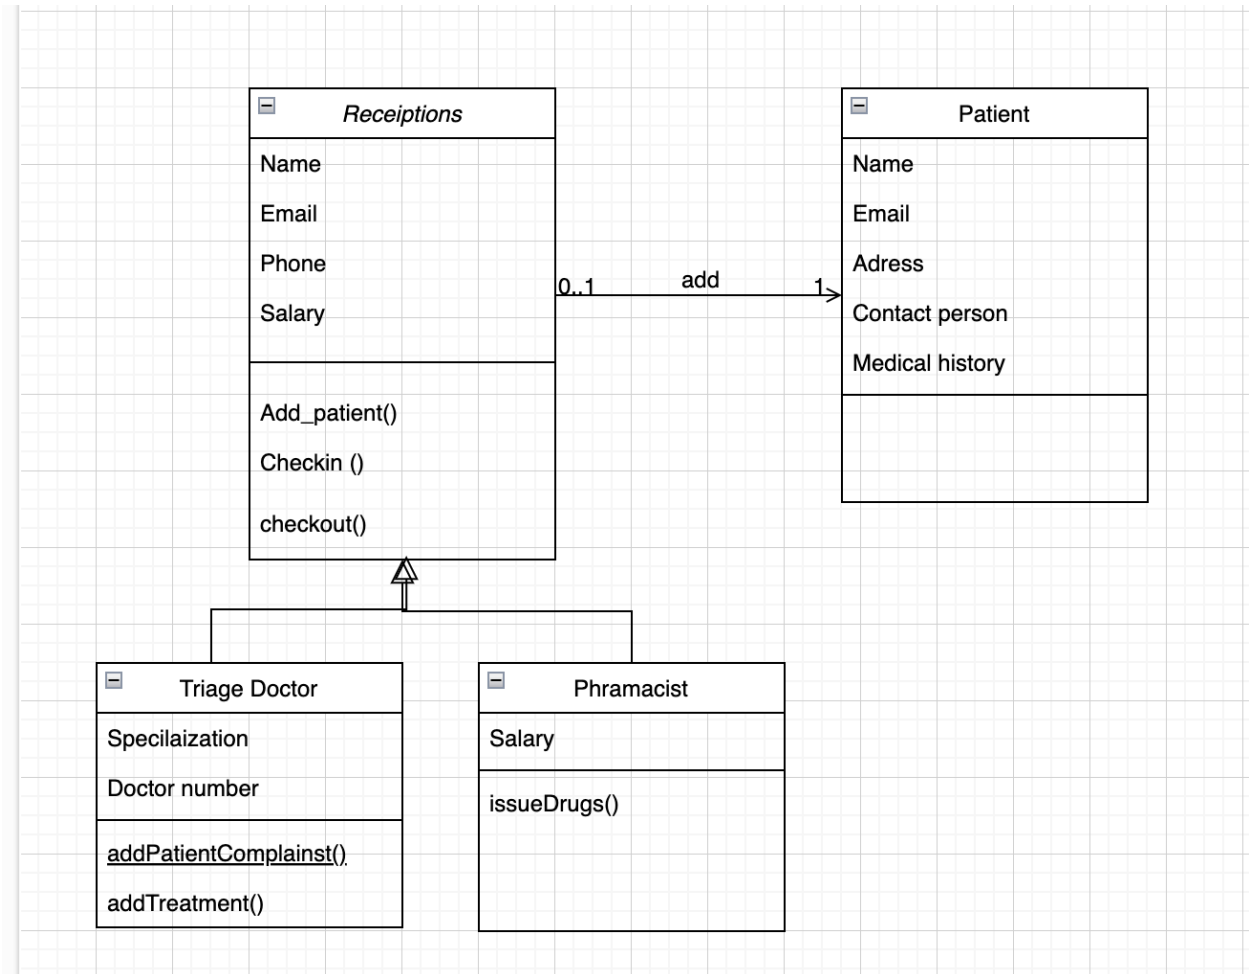 Receiptions
Name
Email
Phone
Salary
Add_patient()
Checkin ()
checkout()
0..1
add
1
Patient
Name
Email
Adress
Contact person
Medical history
Triage Doctor
Specilaization
Doctor number
addPatientComplainst()
addTreatment()
Phramacist
Salary
issueDrugs()